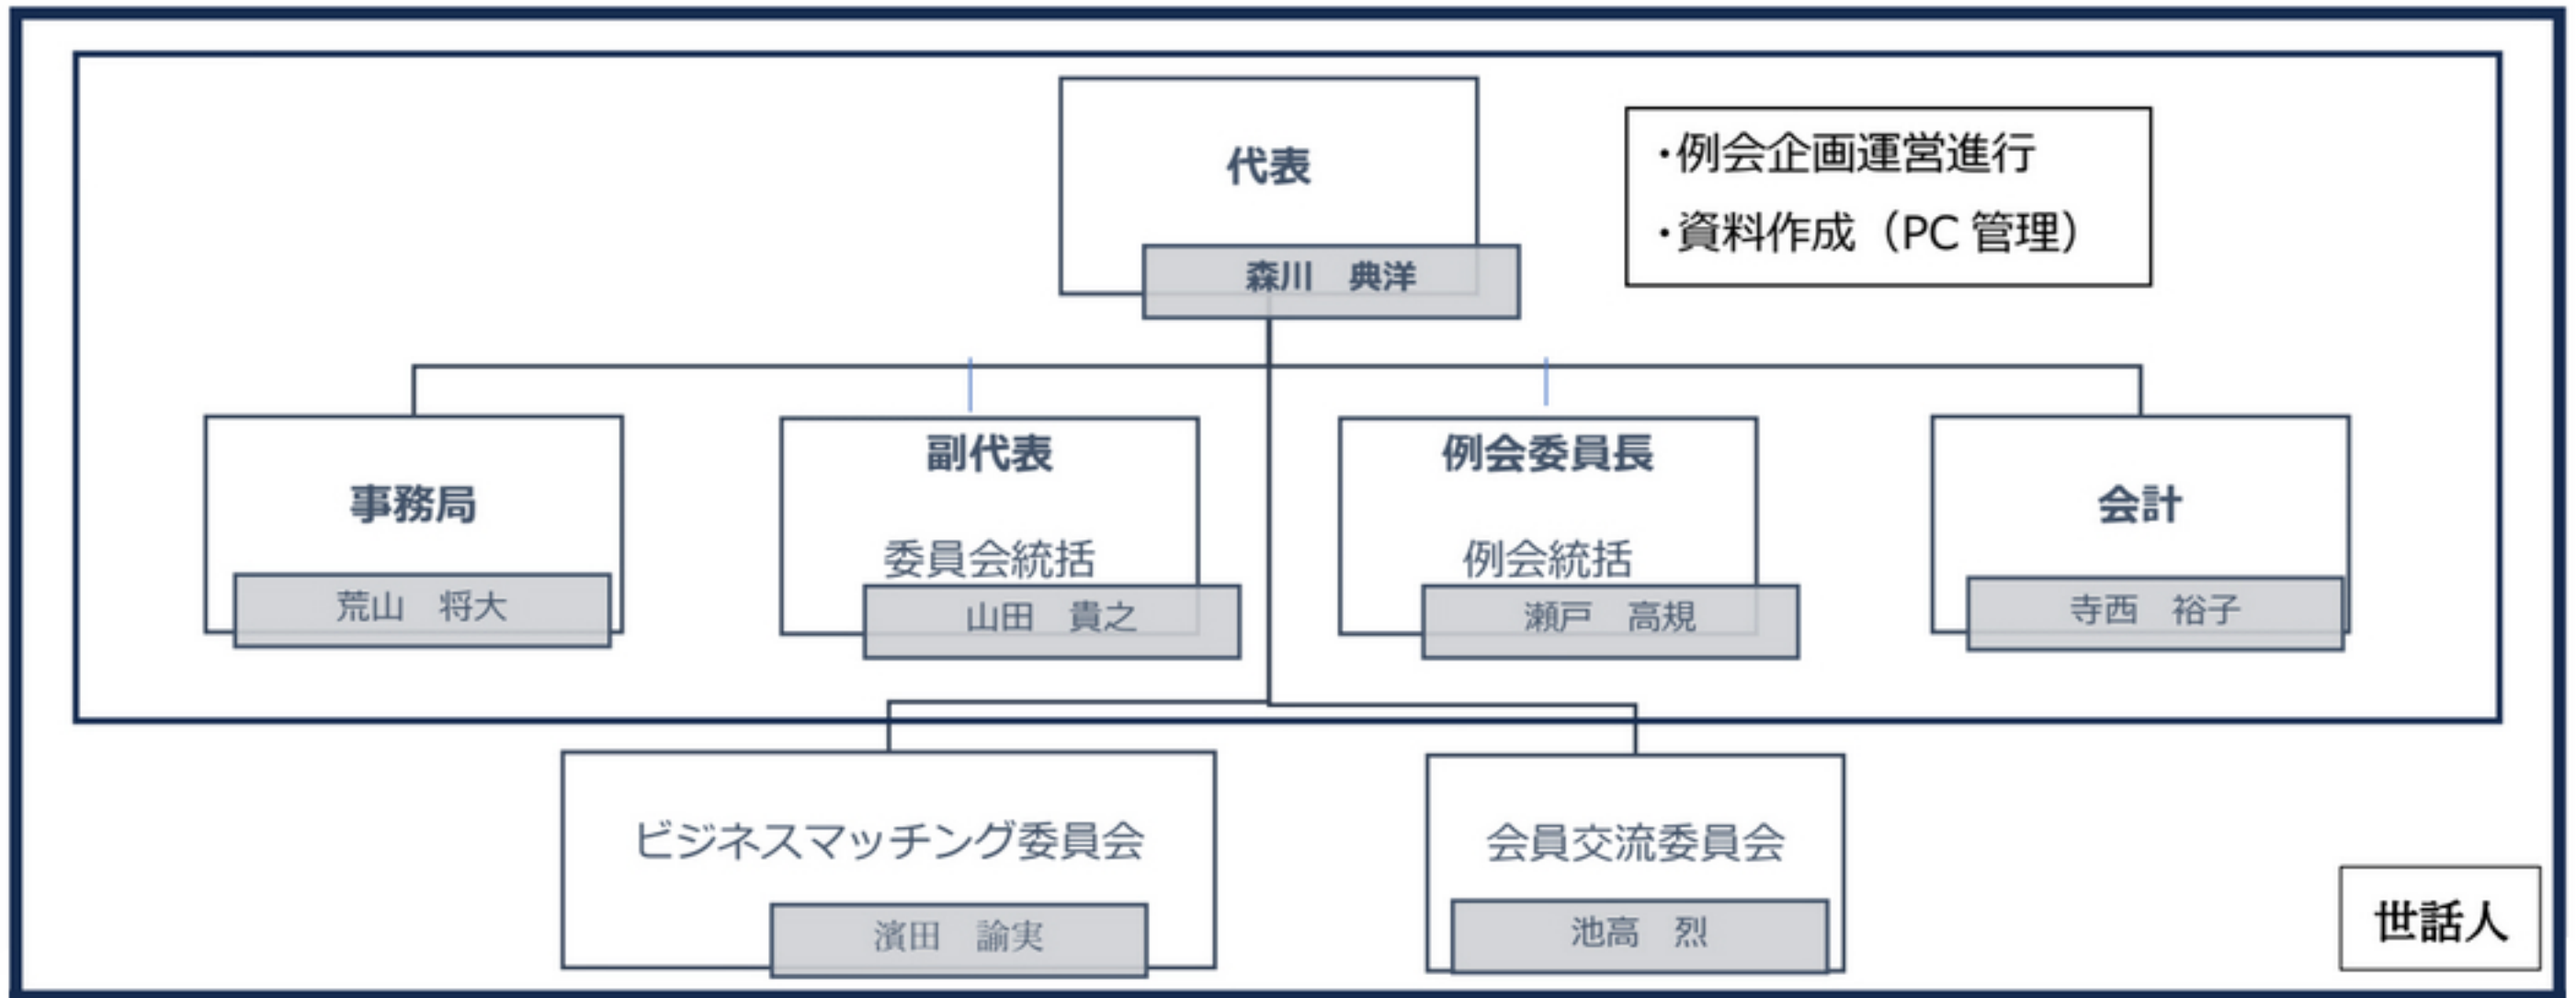 代表
森川　典洋
・例会企画運営進行
・資料作成（PC 管理）
事務局
荒山　将大
副代表
委員会統括
山田　貴之
例会委員長
例会統括
瀬戸　高規
会計
寺西　裕子
ビジネスマッチング委員会
濱田　諭実
会員交流委員会
池高　烈
世話人